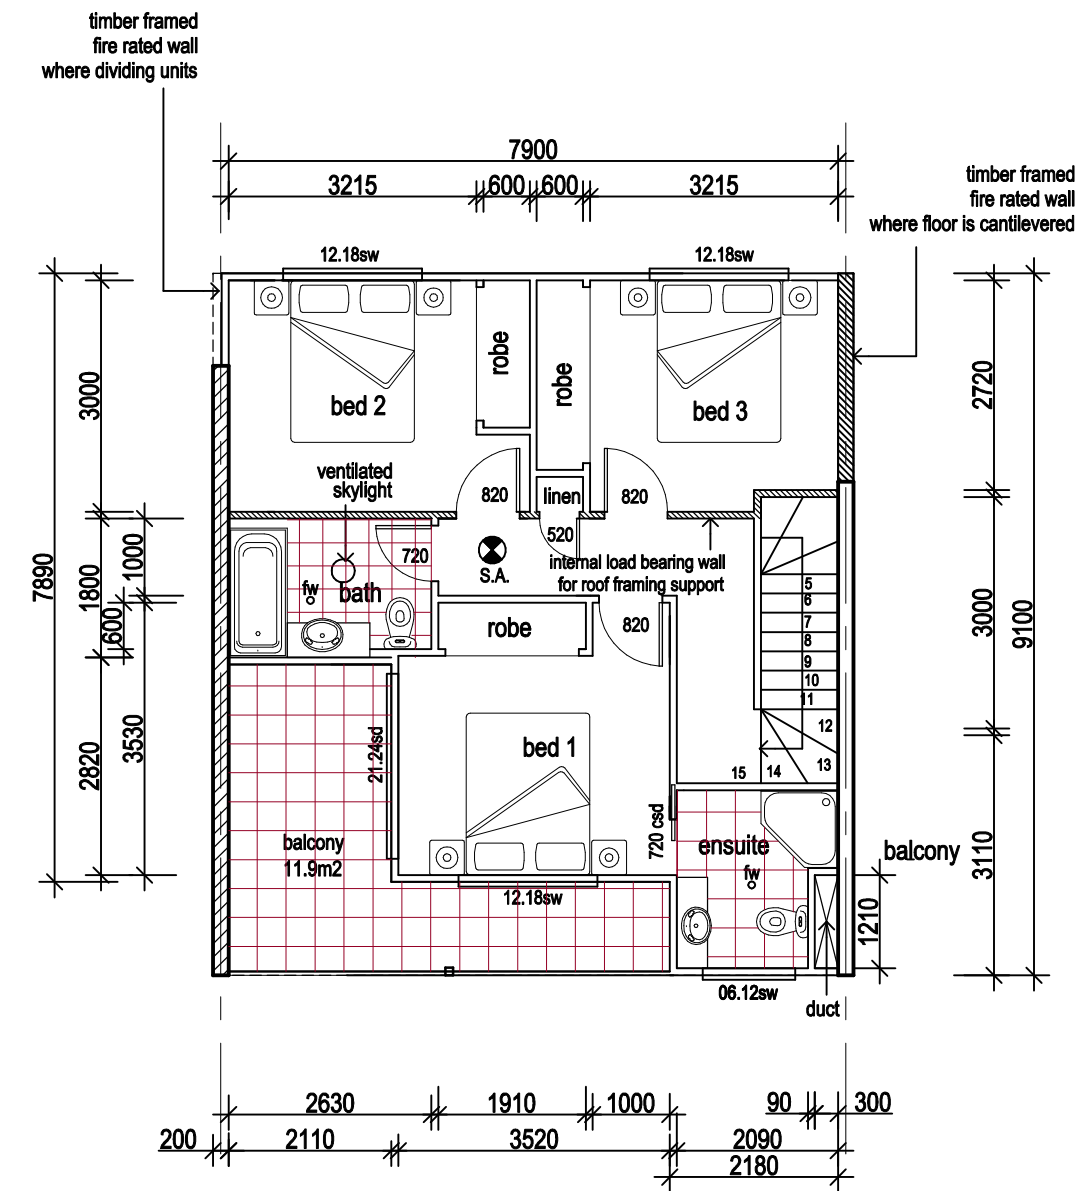 timber framed
fire rated wall
where dividing units
7900
3215
600
600
3215
timber framed
fire rated wall
where floor is cantilevered
12.18sw
12.18sw
robe
robe
bed 2
bed 3
3000
2720
ventilated
skylight
820
linen
820
520
720
S.A.
internal load bearing wall
for roof framing support
7890
1800
1000
600
fw
bath
robe
820
5
6
7
8
9
10
11
12
13
14
15
3000
9100
2820
3530
21.24sd
bed 1
720 csd
balcony
11.9m2
ensuite
fw
balcony
3110
1210
12.18sw
06.12sw
duct
2630
1910
1000
90
300
200
2110
3520
2090
2180